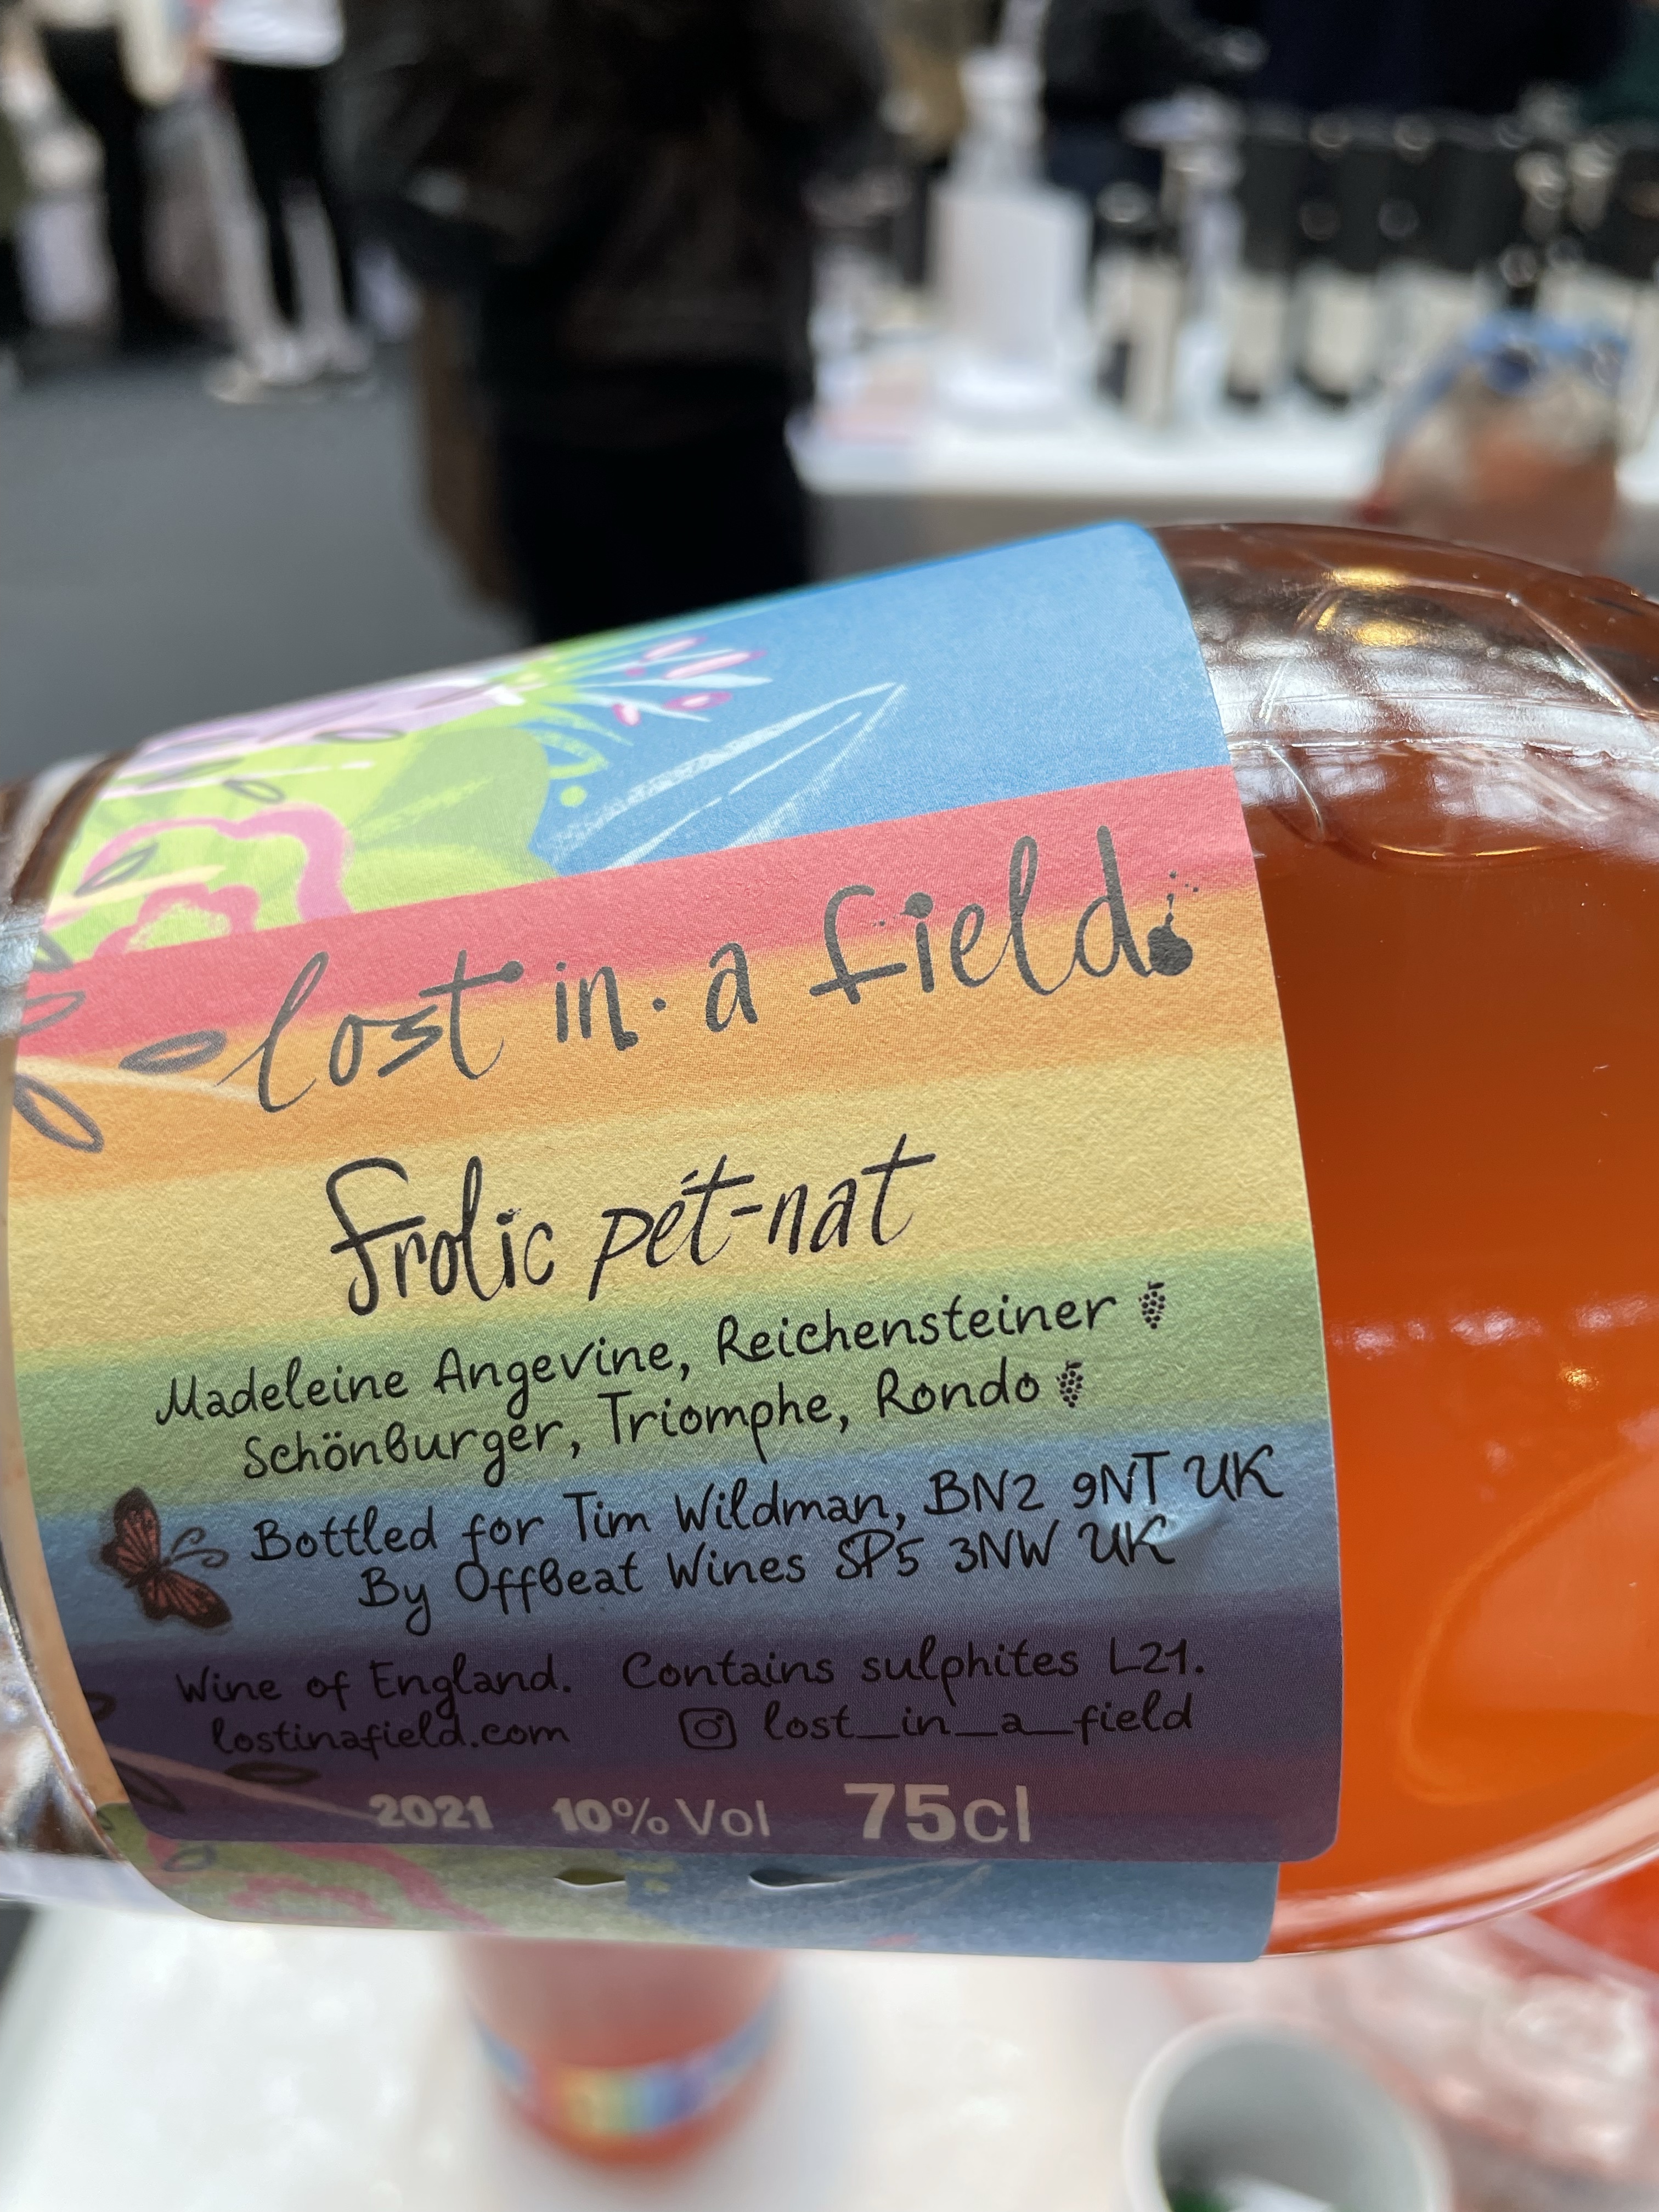 lost in. a field.
frolic pét-nat
Madeleine Angevine, Reichensteiner
Schönburger, Triomphe, Rondo
Bottled for Tim Wildman, BN2 9NT UK
By Offbeat Wines SP5 3NW UK
Wine of England. Contains sulphites L21.
lostinafield.com lost_in_a_field
2021 10% Vol 75cl